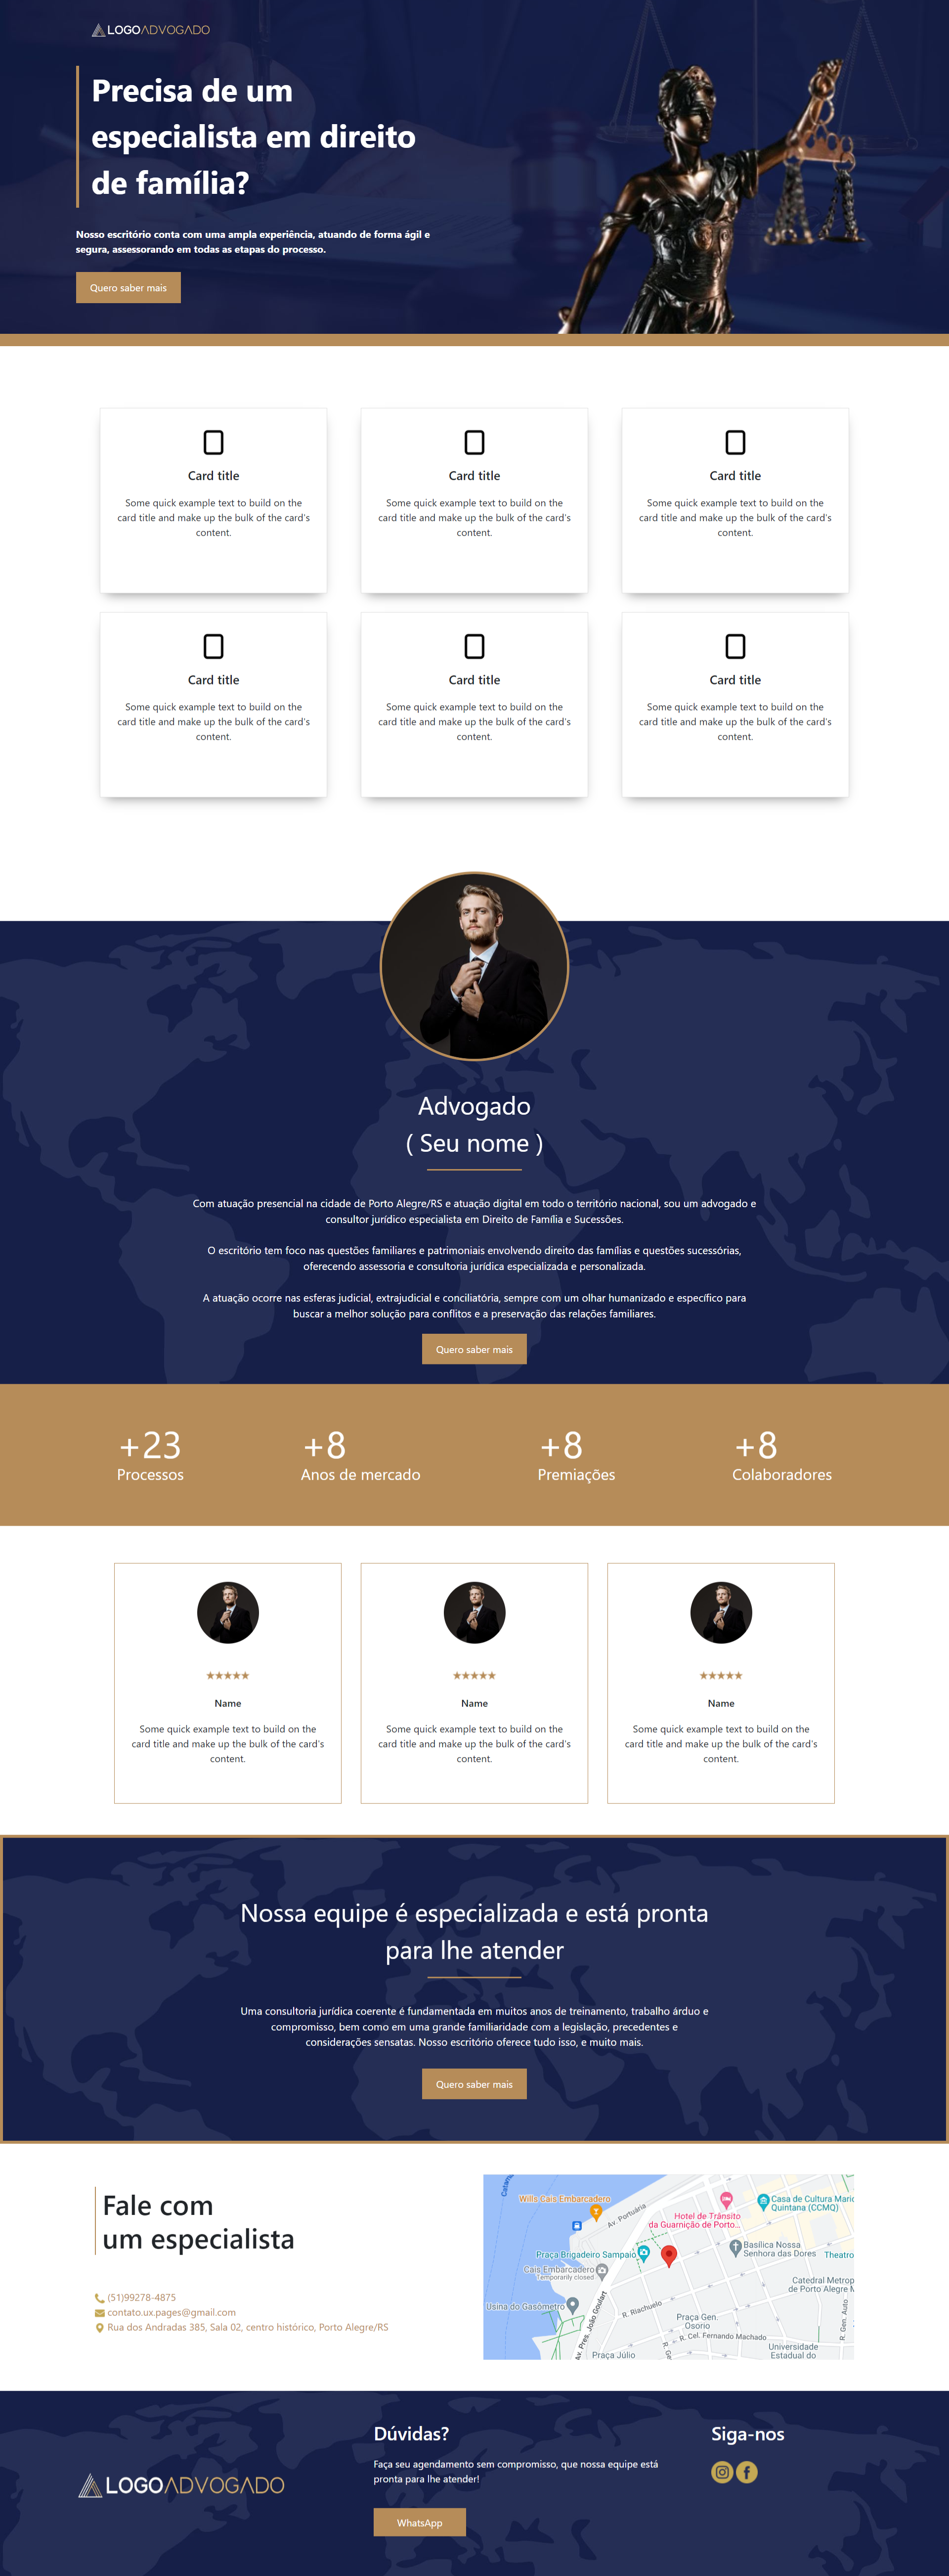 LOGOADVOGADO
Precisa de um
especialista em direito
de família?
Nosso escritório conta com uma ampla experiência, atuando de forma ágil e
segura, assessorando em todas as etapas do processo.
Quero saber mais
Card title
Some quick example text to build on the
card title and make up the bulk of the card's
content.
Card title
Some quick example text to build on the
card title and make up the bulk of the card's
content.
Card title
Some quick example text to build on the
card title and make up the bulk of the card's
content.
Card title
Some quick example text to build on the
card title and make up the bulk of the card's
content.
Card title
Some quick example text to build on the
card title and make up the bulk of the card's
content.
Card title
Some quick example text to build on the
card title and make up the bulk of the card's
content.
Advogado
( Seu nome )
Com atuação presencial na cidade de Porto Alegre/RS e atuação digital em todo o território nacional, sou um advogado e
consultor jurídico especialista em Direito de Família e Sucessões.
O escritório tem foco nas questões familiares e patrimoniais envolvendo direito das famílias e questões sucessórias,
oferecendo assessoria e consultoria jurídica especializada e personalizada.
A atuação ocorre nas esferas judicial, extrajudicial e conciliatória, sempre com um olhar humanizado e específico para
buscar a melhor solução para conflitos e a preservação das relações familiares.
Quero saber mais
+23
Processos
+8
Anos de mercado
+8
Premiações
+8
Colaboradores
Name
Some quick example text to build on the
card title and make up the bulk of the card's
content.
Name
Some quick example text to build on the
card title and make up the bulk of the card's
content.
Name
Some quick example text to build on the
card title and make up the bulk of the card's
content.
Nossa equipe é especializada e está pronta
para lhe atender
Uma consultoria jurídica coerente é fundamentada em muitos anos de treinamento, trabalho árduo e
compromisso, bem como em uma grande familiaridade com a legislação, precedentes e
considerações sensatas. Nosso escritório oferece tudo isso, e muito mais.
Quero saber mais
Fale com
um especialista
(51)99278-4875
contato.ux.pages@gmail.com
Rua dos Andradas 385, Sala 02, centro histórico, Porto Alegre/RS
Catama
Wills Cais Embarcadero
Av. Portuária
Hotel de Trânsito
da Guarnição de Porto...
Casa de Cultura Mario
Quintana (CCMQ)
Praça Brigadeiro Sampaio
Basílica Nossa
Senhora das Dores
Theatro
Cais Embarcadero
Temporarily closed
Catedral Metrop
de Porto Alegre M
Usina do Gasômetro
Av. Pres. João Goulart
R. Riachuelo
Praça Gen.
Osorio
R. Gen. Auto
R. Cel. Fernando Machado
R. Ge
Praça Júlio
Universidade
Estadual do
LOGOADVOGADO
Dúvidas?
Faça seu agendamento sem compromisso, que nossa equipe está
pronta para lhe atender!
WhatsApp
Siga-nos